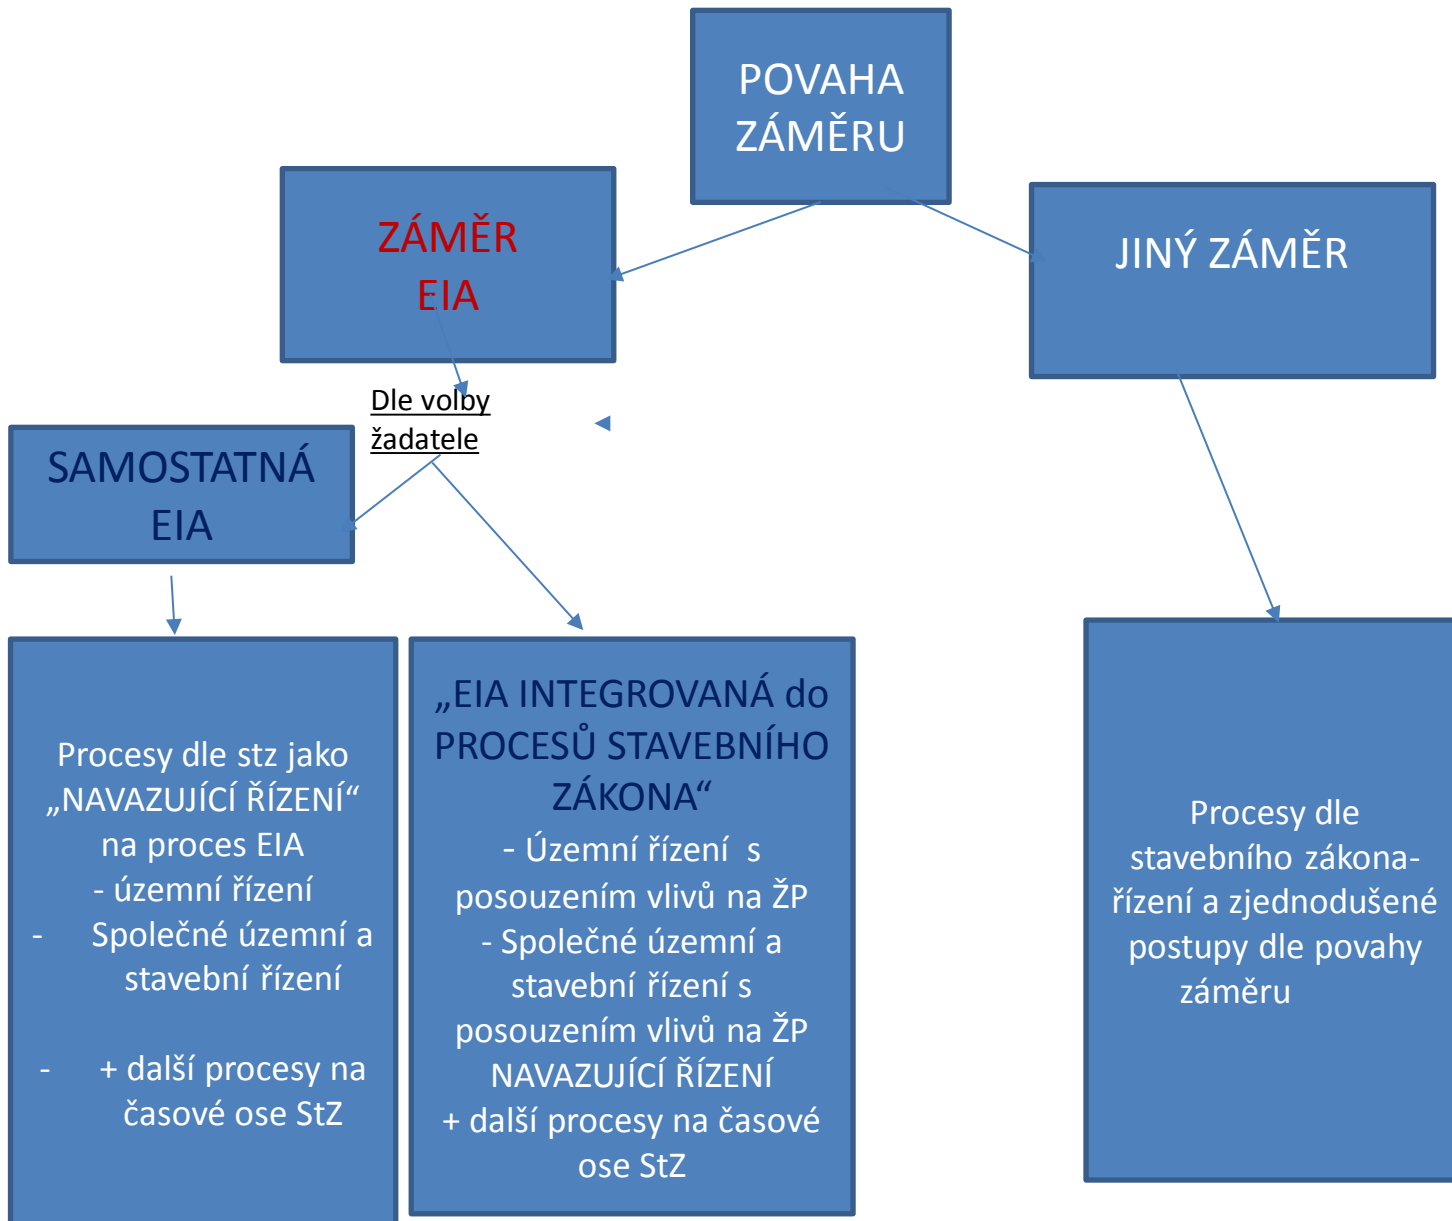 POVAHA
ZÁMĚRU
ZÁMĚR
EIA
JINÝ ZÁMĚR
Dle volby
žadatele
SAMOSTATNÁ
EIA
Procesy dle stz jako
„NAVAZUJÍCÍ ŘÍZENÍ“
na proces EIA
- územní řízení
- Společné územní a
stavební řízení
- + další procesy na
časové ose StZ
„EIA INTEGROVANÁ do
PROCESŮ STAVEBNÍHO
ZÁKONA“
- Územní řízení s
posouzením vlivů na ŽP
- Společné územní a
stavební řízení s
posouzením vlivů na ŽP
NAVAZUJÍCÍ ŘÍZENÍ
+ další procesy na časové
ose StZ
Procesy dle
stavebního zákona-
řízení a zjednodušené
postupy dle povahy
záměru